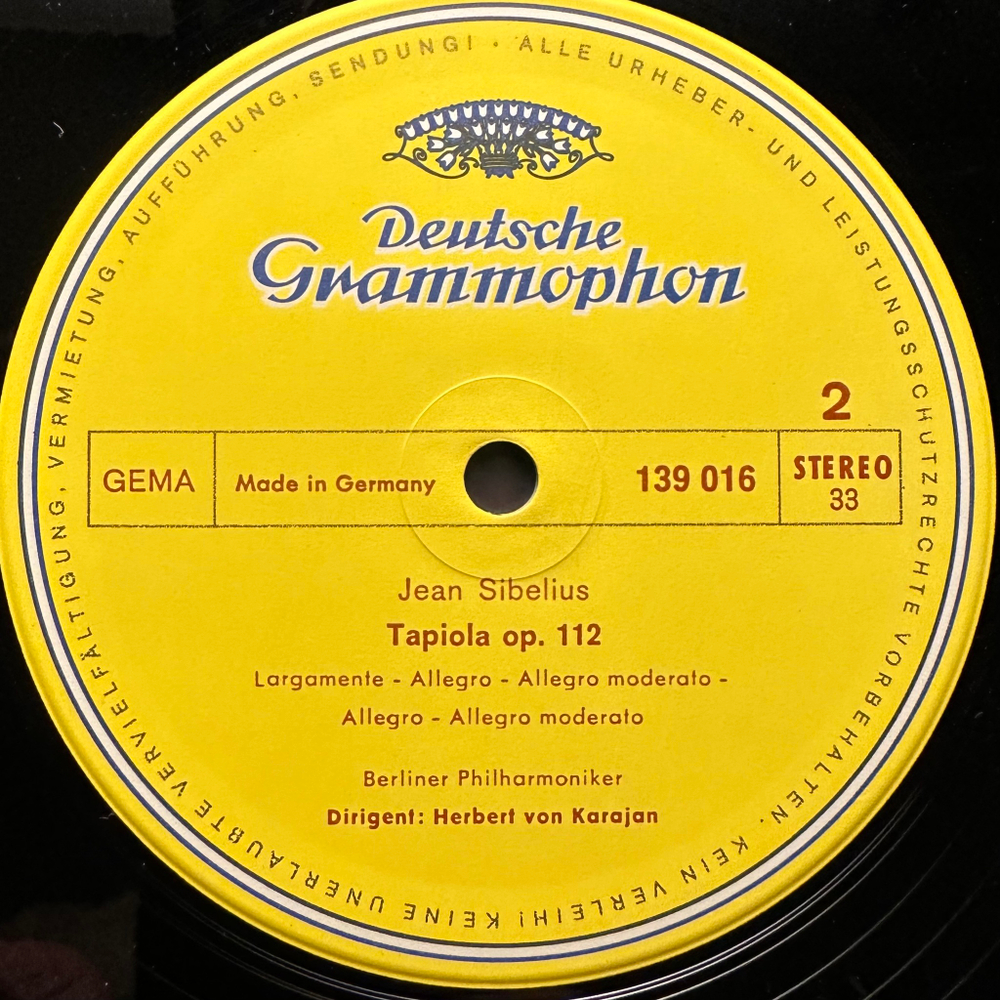 ALLE URHEBER- UND LEISTUNGSSCHUTZRECHTE VORBEHALTEN. KEIN VERLEIH! KEINE UNERLAUBTE VERVIELFÄLTIGUNG, VERMIETUNG, AUFFÜHRUNG, SENDUNG! ·
Deutsche
Grammophon
2
GEMA
Made in Germany
139 016
STEREO
33
Jean Sibelius
Tapiola op. 112
Largamente - Allegro - Allegro moderato -
Allegro - Allegro moderato
Berliner Philharmoniker
Dirigent: Herbert von Karajan